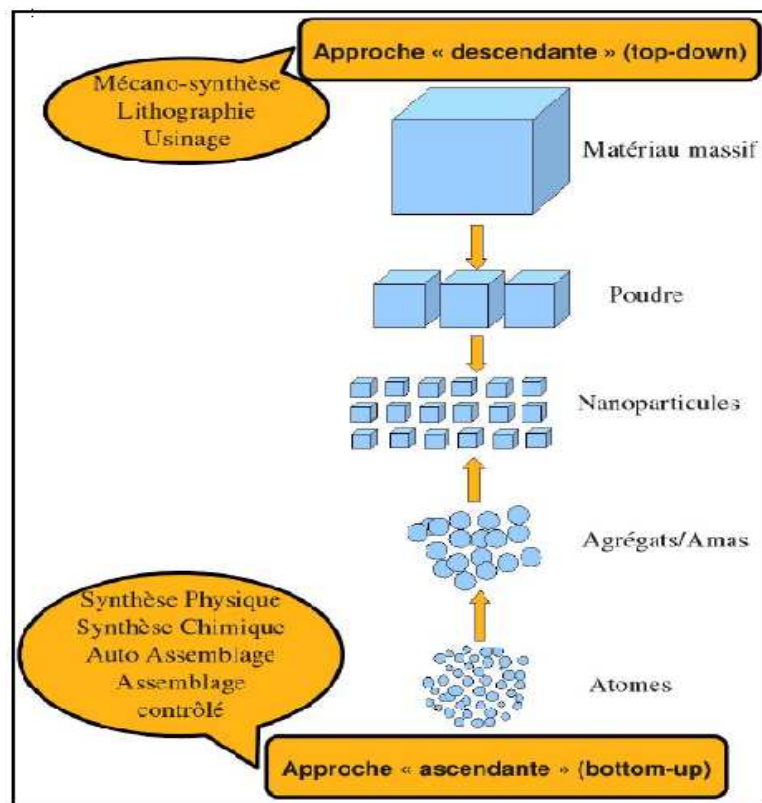 Approche « descendante » (top-down)
Mécano-synthèse
Lithographie
Usinage
Matériau massif
Poudre
Nanoparticules
Agrégats/Amas
Synthèse Physique
Synthèse Chimique
Auto Assemblage
Assemblage
contrôlé
Atomes
Approche « ascendante » (bottom-up)